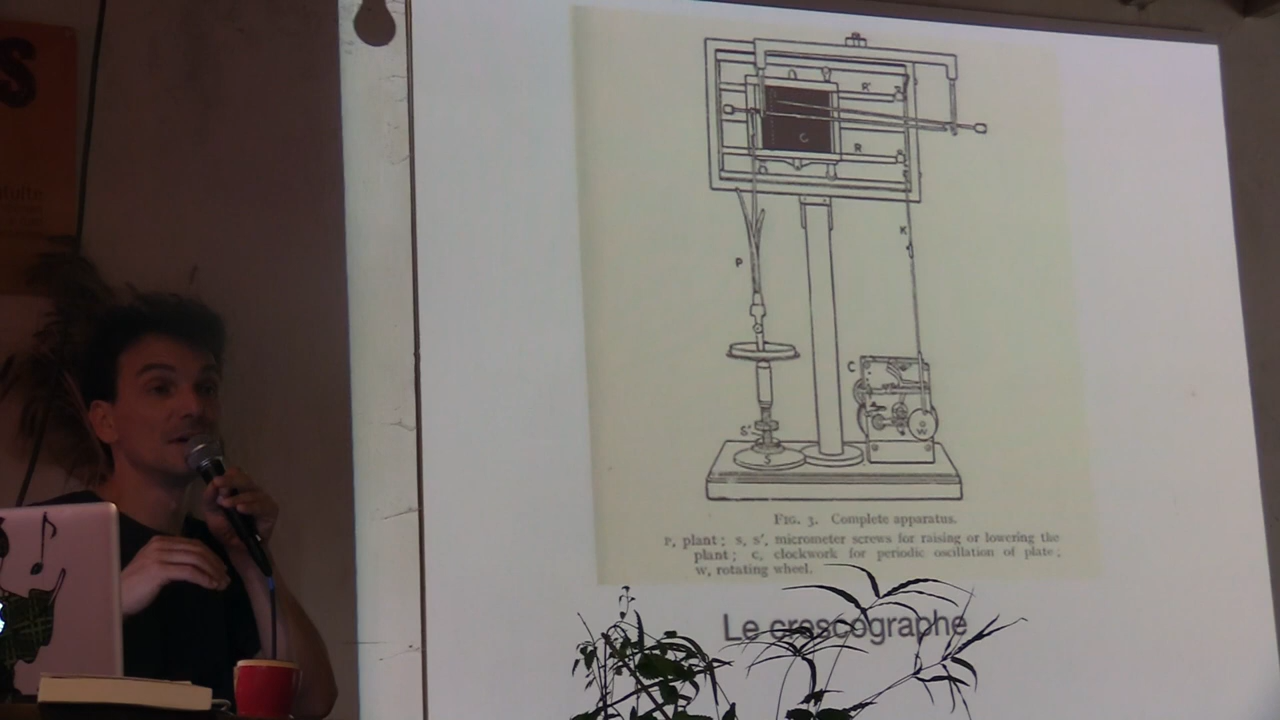 S
R'
C
R
K
P
C
S'
W
S
FIG. 3. Complete apparatus.
P, plant; S, S', micrometer screws for raising or lowering the
plant; C, clockwork for periodic oscillation of plate;
W, rotating wheel.
Le crescographe